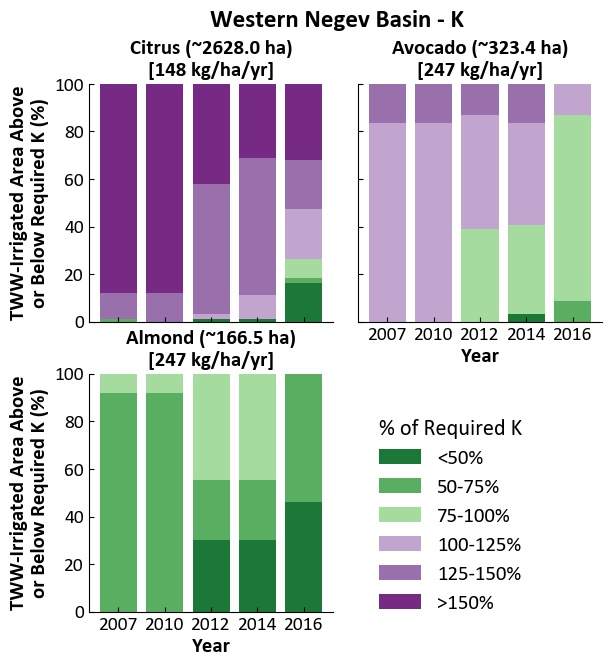 Western Negev Basin - K
Citrus (~2628.0 ha)
[148 kg/ha/yr]
Avocado (~323.4 ha)
[247 kg/ha/yr]
TWW-Irrigated Area Above
or Below Required K (%)
100
80
60
40
20
0
2007 2010 2012 2014 2016
Year
Almond (~166.5 ha)
[247 kg/ha/yr]
TWW-Irrigated Area Above
or Below Required K (%)
100
80
60
40
20
0
2007 2010 2012 2014 2016
Year
% of Required K
<50%
50-75%
75-100%
100-125%
125-150%
>150%